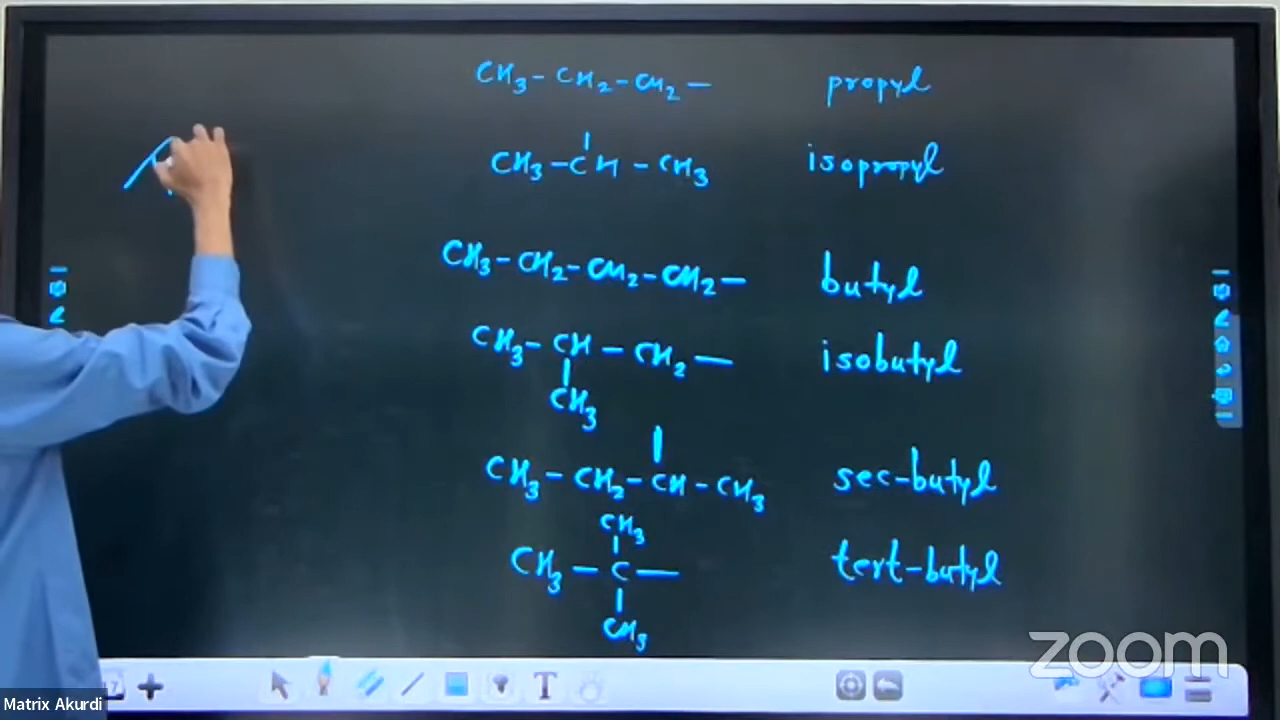 CH3-CH2-CH2- propyl
CH3-CH-CH3 isopropyl
CH3-CH2-CH2-CH2- butyl
CH3-CH-CH2- isobutyl
CH3
CH3-CH2-CH-CH3 sec-butyl
CH3
CH3-C- tert-butyl
CH3
zoom
Matrix Akurdi